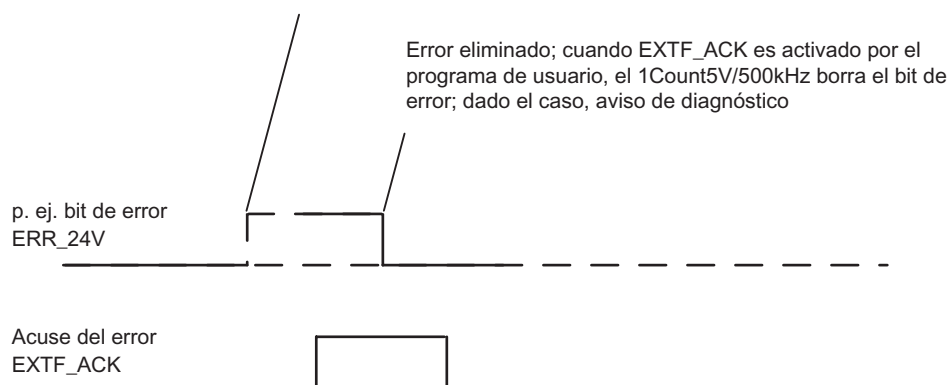 Error eliminado; cuando EXTF_ACK es activado por el
programa de usuario, el 1Count5V/500kHz borra el bit de
error; dado el caso, aviso de diagnóstico
p. ej. bit de error
ERR_24V
Acuse del error
EXTF_ACK